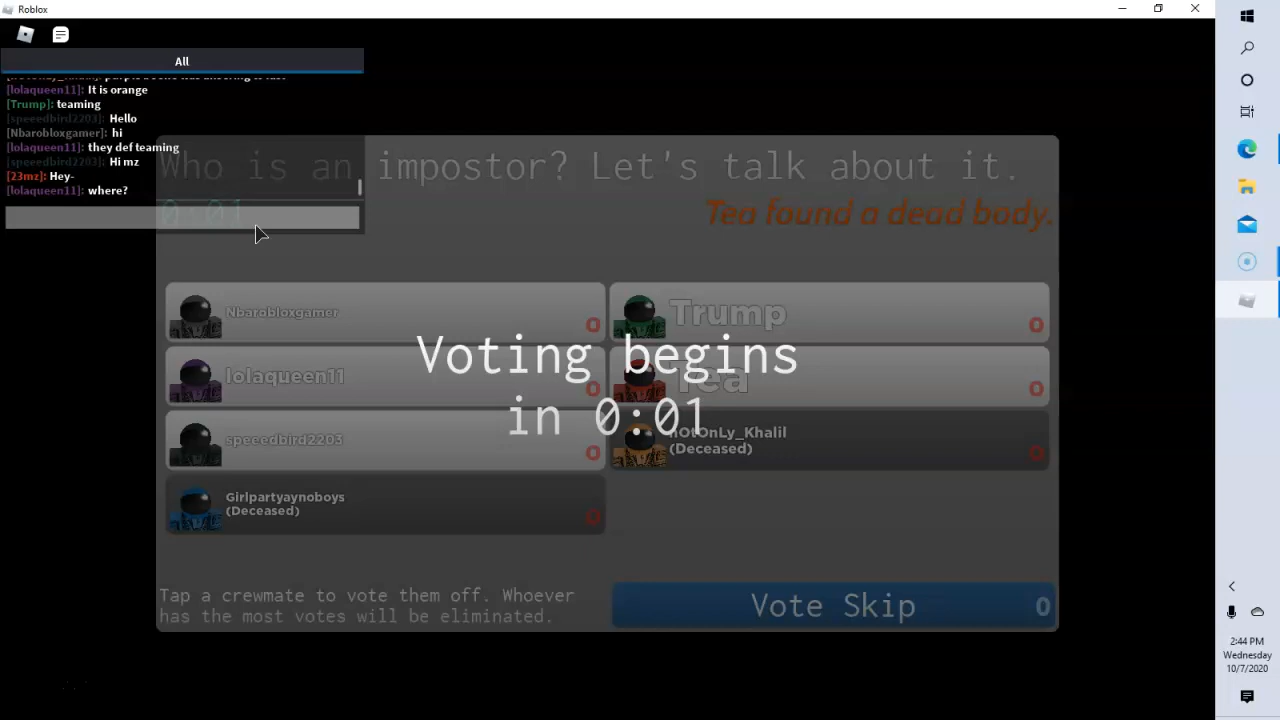 Roblox
All
[lolaqueen11]: It is orange
[Trump]: teaming
[speeedbird2203]: Hello
[Nbarobloxgamer]: hi
[lolaqueen11]: they def teaming
[speeedbird2203]: Hi mz
[23mz]: Hey-
[lolaqueen11]: where?
Who is an impostor? Let's talk about it.
0:01
Tea found a dead body.
Nbarobloxgamer 0
Trump 0
lolaqueen11 0
Tea 0
speeedbird2203 0
nOtOnLy_Khalil
(Deceased) 0
Girlpartyaynoboys
(Deceased) 0
Voting begins
in 0:01
Tap a crewmate to vote them off. Whoever
has the most votes will be eliminated.
Vote Skip 0
2:44 PM
Wednesday
10/7/2020